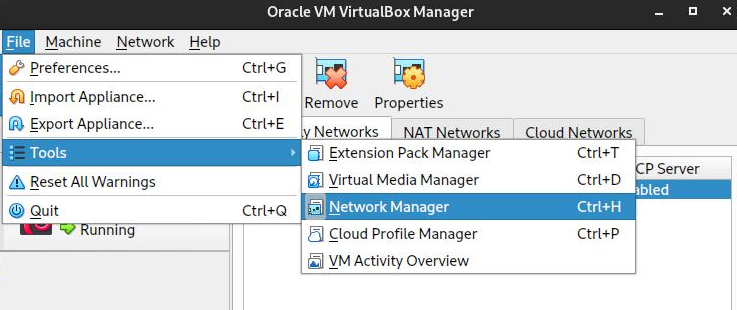 Oracle VM VirtualBox Manager
File Machine Network Help
Preferences... Ctrl+G
Import Appliance... Ctrl+I
Export Appliance... Ctrl+E
Tools
Reset All Warnings
Quit Ctrl+Q
Remove Properties
Networks NAT Networks Cloud Networks
Extension Pack Manager Ctrl+T
Virtual Media Manager Ctrl+D
Network Manager Ctrl+H
Cloud Profile Manager Ctrl+P
VM Activity Overview
CP Server
abled
Running